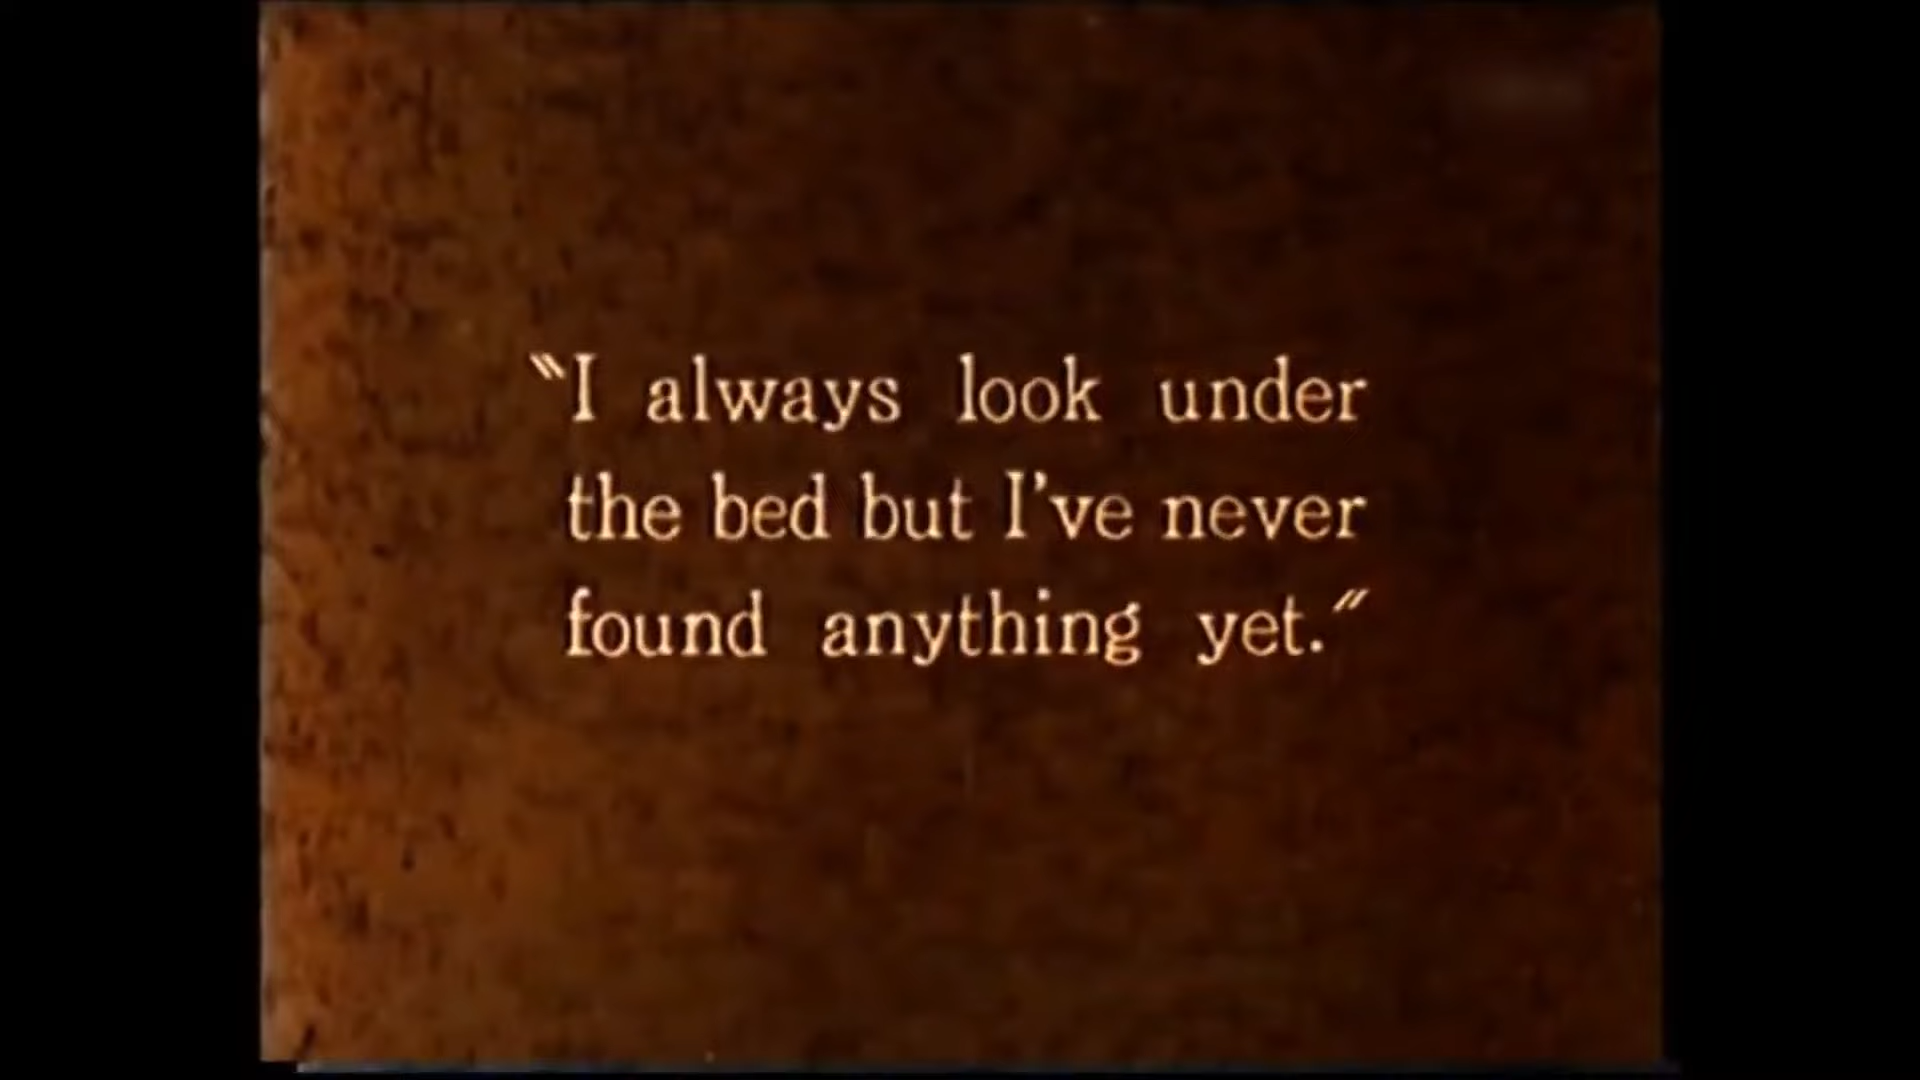 "I always look under
the bed but I've never
found anything yet."